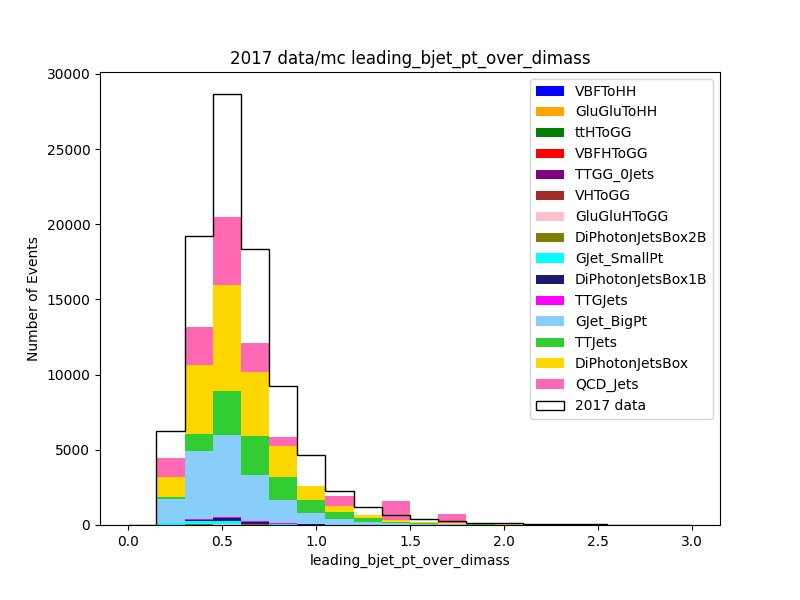 2017 data/mc leading_bjet_pt_over_dimass
30000
25000
20000
15000
10000
5000
0
Number of Events
0.0 0.5 1.0 1.5 2.0 2.5 3.0
leading_bjet_pt_over_dimass
VBFToHH
GluGluToHH
ttHToGG
VBFHToGG
TTGG_0Jets
VHToGG
GluGluHToGG
DiPhotonJetsBox2B
GJet_SmallPt
DiPhotonJetsBox1B
TTGJets
GJet_BigPt
TTJets
DiPhotonJetsBox
QCD_Jets
2017 data